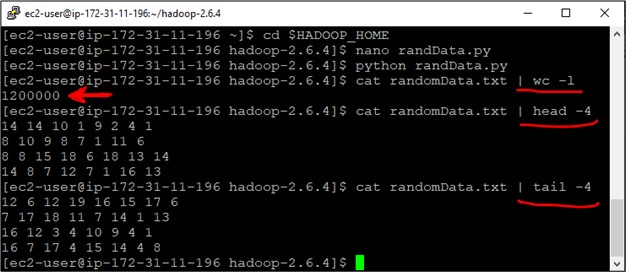 ec2-user@ip-172-31-11-196:~/hadoop-2.6.4
[ec2-user@ip-172-31-11-196 ~]$ cd $HADOOP_HOME
[ec2-user@ip-172-31-11-196 hadoop-2.6.4]$ nano randData.py
[ec2-user@ip-172-31-11-196 hadoop-2.6.4]$ python randData.py
[ec2-user@ip-172-31-11-196 hadoop-2.6.4]$ cat randomData.txt | wc -l
1200000
[ec2-user@ip-172-31-11-196 hadoop-2.6.4]$ cat randomData.txt | head -4
14 14 10 1 9 2 4 1
8 10 9 8 7 1 11 6
8 8 15 18 6 18 13 14
14 8 7 12 7 1 16 13
[ec2-user@ip-172-31-11-196 hadoop-2.6.4]$ cat randomData.txt | tail -4
12 6 12 19 16 15 17 6
7 17 18 11 7 14 1 13
16 12 3 4 10 9 4 1
16 7 17 4 15 14 4 8
[ec2-user@ip-172-31-11-196 hadoop-2.6.4]$